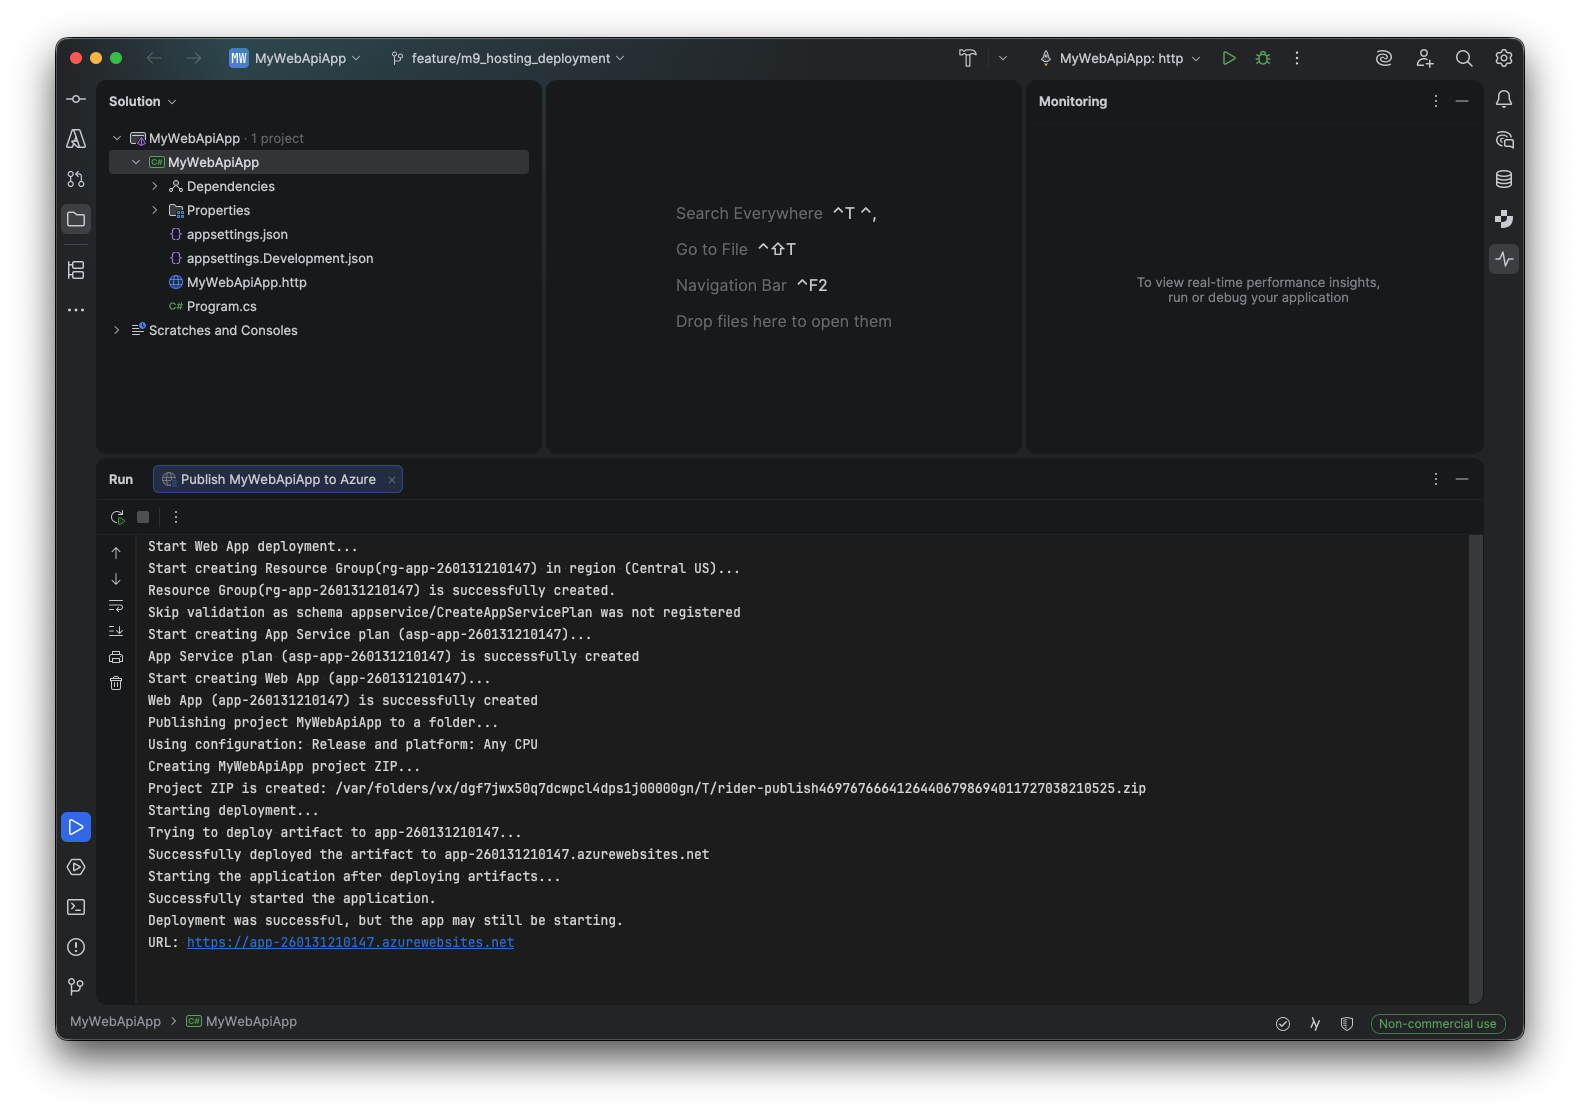 MW MyWebApiApp feature/m9_hosting_deployment MyWebApiApp: http
Solution
MyWebApiApp · 1 project
C# MyWebApiApp
Dependencies
Properties
{} appsettings.json
{} appsettings.Development.json
MyWebApiApp.http
C# Program.cs
Scratches and Consoles
Search Everywhere ^T ^,
Go to File ^⇧T
Navigation Bar ^F2
Drop files here to open them
Monitoring
To view real-time performance insights,
run or debug your application
Run Publish MyWebApiApp to Azure
Start Web App deployment...
Start creating Resource Group(rg-app-260131210147) in region (Central US)...
Resource Group(rg-app-260131210147) is successfully created.
Skip validation as schema appservice/CreateAppServicePlan was not registered
Start creating App Service plan (asp-app-260131210147)...
App Service plan (asp-app-260131210147) is successfully created
Start creating Web App (app-260131210147)...
Web App (app-260131210147) is successfully created
Publishing project MyWebApiApp to a folder...
Using configuration: Release and platform: Any CPU
Creating MyWebApiApp project ZIP...
Project ZIP is created: /var/folders/vx/dgf7jwx50q7dcwpcl4dps1j00000gn/T/rider-publish4697676664126440679869401172703821​0525.zip
Starting deployment...
Trying to deploy artifact to app-260131210147...
Successfully deployed the artifact to app-260131210147.azurewebsites.net
Starting the application after deploying artifacts...
Successfully started the application.
Deployment was successful, but the app may still be starting.
URL: https://app-260131210147.azurewebsites.net
MyWebApiApp > C# MyWebApiApp
Non-commercial use